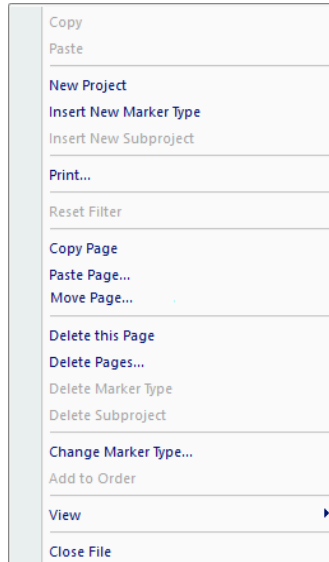 Copy
Paste
New Project
Insert New Marker Type
Insert New Subproject
Print...
Reset Filter
Copy Page
Paste Page...
Move Page...
Delete this Page
Delete Pages...
Delete Marker Type
Delete Subproject
Change Marker Type...
Add to Order
View
Close File